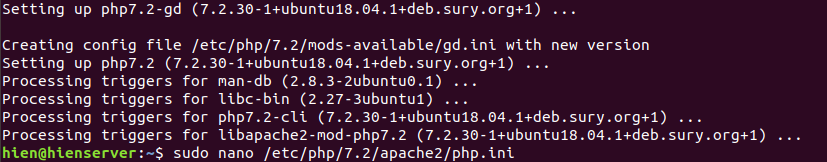 Setting up php7.2-gd (7.2.30-1+ubuntu18.04.1+deb.sury.org+1) ...
Creating config file /etc/php/7.2/mods-available/gd.ini with new version
Setting up php7.2 (7.2.30-1+ubuntu18.04.1+deb.sury.org+1) ...
Processing triggers for man-db (2.8.3-2ubuntu0.1) ...
Processing triggers for libc-bin (2.27-3ubuntu1) ...
Processing triggers for php7.2-cli (7.2.30-1+ubuntu18.04.1+deb.sury.org+1) ...
Processing triggers for libapache2-mod-php7.2 (7.2.30-1+ubuntu18.04.1+deb.sury.org+1) ...
hien@hienserver:~$ sudo nano /etc/php/7.2/apache2/php.ini